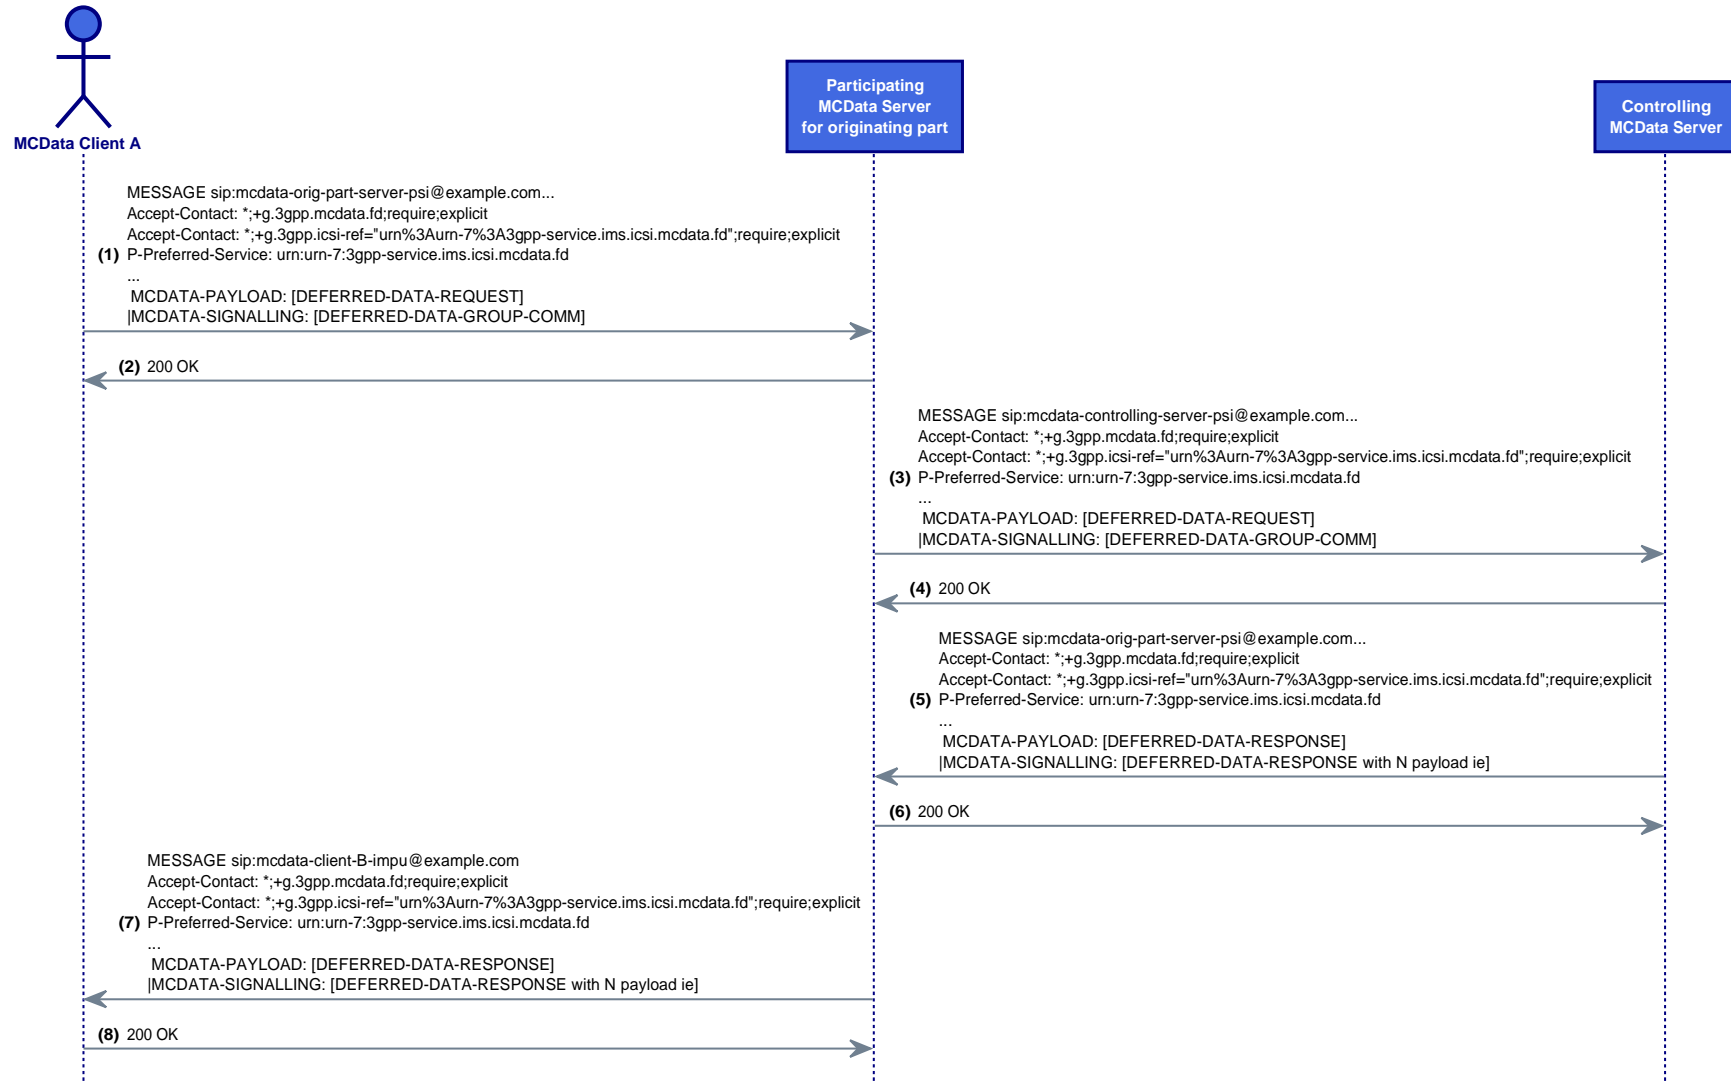 MCData Client A
Participating
MCData Server
for originating part
Controlling
MCData Server
MESSAGE sip:mcdata-orig-part-server-psi@example.com...
Accept-Contact: *;+g.3gpp.mcdata.fd;require;explicit
Accept-Contact: *;+g.3gpp.icsi-ref="urn%3Aurn-7%3A3gpp-service.ims.icsi.mcdata.fd";require;explicit
(1) P-Preferred-Service: urn:urn-7:3gpp-service.ims.icsi.mcdata.fd
...
MCDATA-PAYLOAD: [DEFERRED-DATA-REQUEST]
|MCDATA-SIGNALLING: [DEFERRED-DATA-GROUP-COMM]
(2) 200 OK
MESSAGE sip:mcdata-controlling-server-psi@example.com...
Accept-Contact: *;+g.3gpp.mcdata.fd;require;explicit
Accept-Contact: *;+g.3gpp.icsi-ref="urn%3Aurn-7%3A3gpp-service.ims.icsi.mcdata.fd";require;explicit
(3) P-Preferred-Service: urn:urn-7:3gpp-service.ims.icsi.mcdata.fd
...
MCDATA-PAYLOAD: [DEFERRED-DATA-REQUEST]
|MCDATA-SIGNALLING: [DEFERRED-DATA-GROUP-COMM]
(4) 200 OK
MESSAGE sip:mcdata-orig-part-server-psi@example.com...
Accept-Contact: *;+g.3gpp.mcdata.fd;require;explicit
Accept-Contact: *;+g.3gpp.icsi-ref="urn%3Aurn-7%3A3gpp-service.ims.icsi.mcdata.fd";require;explicit
(5) P-Preferred-Service: urn:urn-7:3gpp-service.ims.icsi.mcdata.fd
...
MCDATA-PAYLOAD: [DEFERRED-DATA-RESPONSE]
|MCDATA-SIGNALLING: [DEFERRED-DATA-RESPONSE with N payload ie]
(6) 200 OK
MESSAGE sip:mcdata-client-B-impu@example.com
Accept-Contact: *;+g.3gpp.mcdata.fd;require;explicit
Accept-Contact: *;+g.3gpp.icsi-ref="urn%3Aurn-7%3A3gpp-service.ims.icsi.mcdata.fd";require;explicit
(7) P-Preferred-Service: urn:urn-7:3gpp-service.ims.icsi.mcdata.fd
...
MCDATA-PAYLOAD: [DEFERRED-DATA-RESPONSE]
|MCDATA-SIGNALLING: [DEFERRED-DATA-RESPONSE with N payload ie]
(8) 200 OK